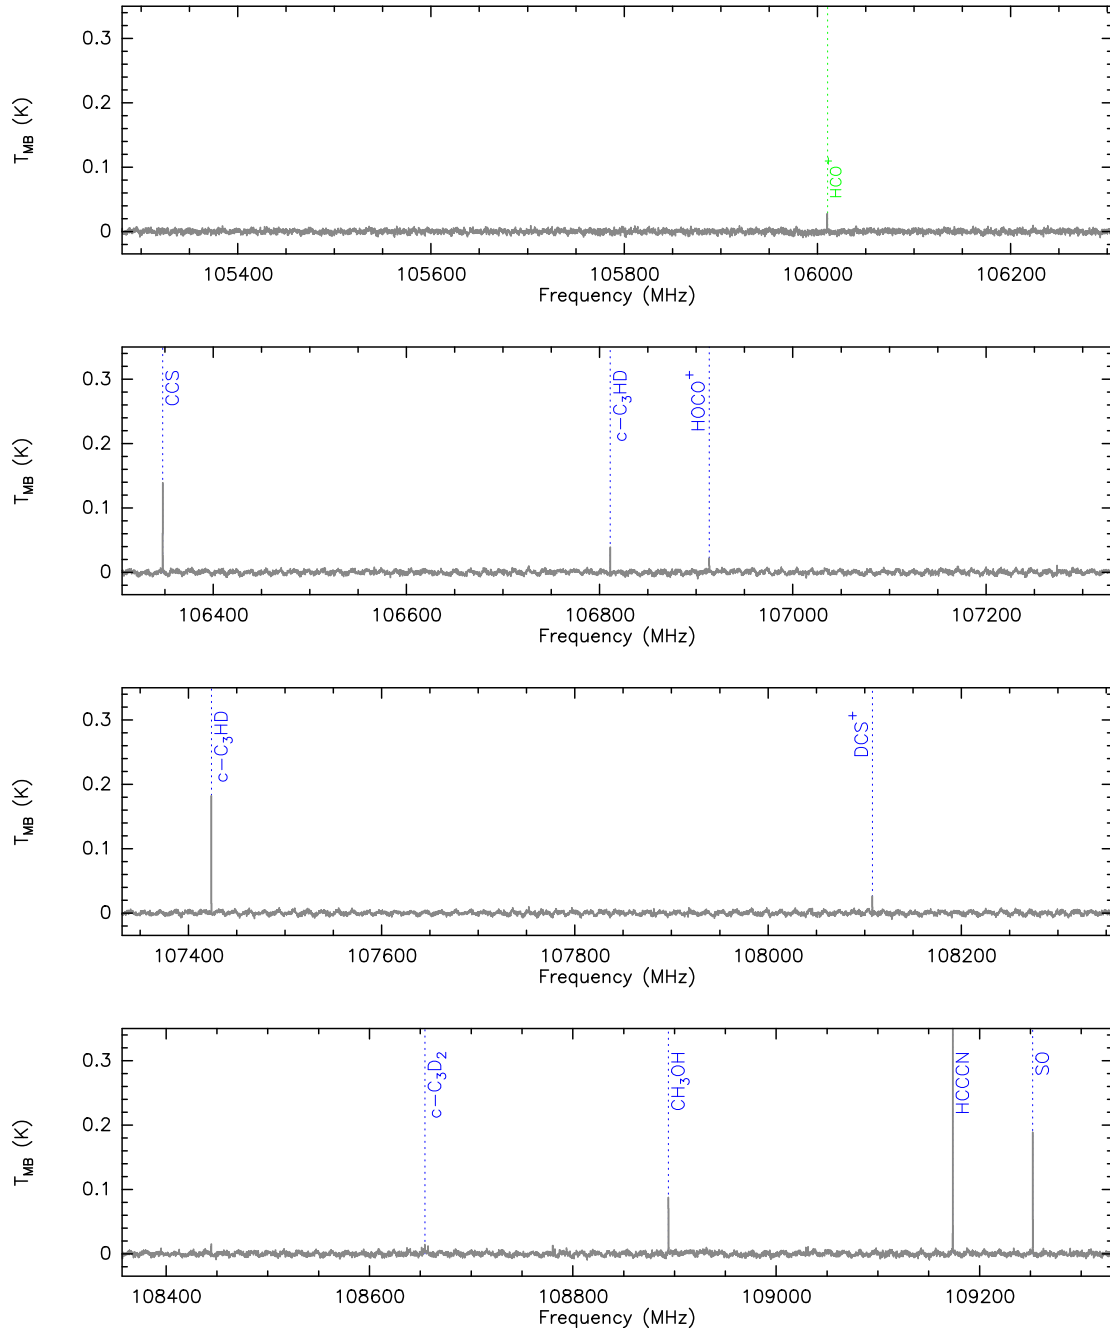 0.3
0.2
0.1
0
T_MB (K)
HCO⁺
105400 105600 105800 106000 106200
Frequency (MHz)
0.3
0.2
0.1
0
T_MB (K)
CCS
c−C₃HD
HOCO⁺
106400 106600 106800 107000 107200
Frequency (MHz)
0.3
0.2
0.1
0
T_MB (K)
c−C₃HD
DCS⁺
107400 107600 107800 108000 108200
Frequency (MHz)
0.3
0.2
0.1
0
T_MB (K)
c−C₃D₂
CH₃OH
HCCCN
SO
108400 108600 108800 109000 109200
Frequency (MHz)